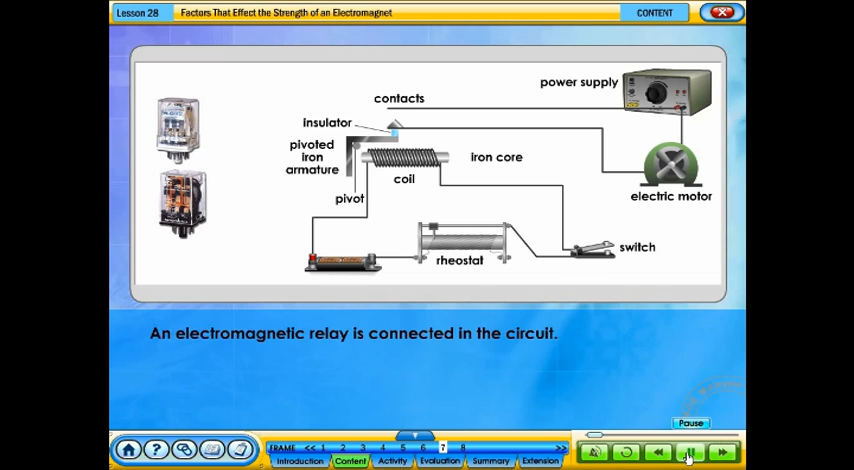 Lesson 28 Factors That Effect the Strength of an Electromagnet CONTENT
power supply
contacts
insulator
pivoted
iron
armature
iron core
coil
pivot
electric motor
switch
rheostat
An electromagnetic relay is connected in the circuit.
Pause
FRAME << 1 2 3 4 5 6 7 8 >>
Introduction Content Activity Evaluation Summary Extension